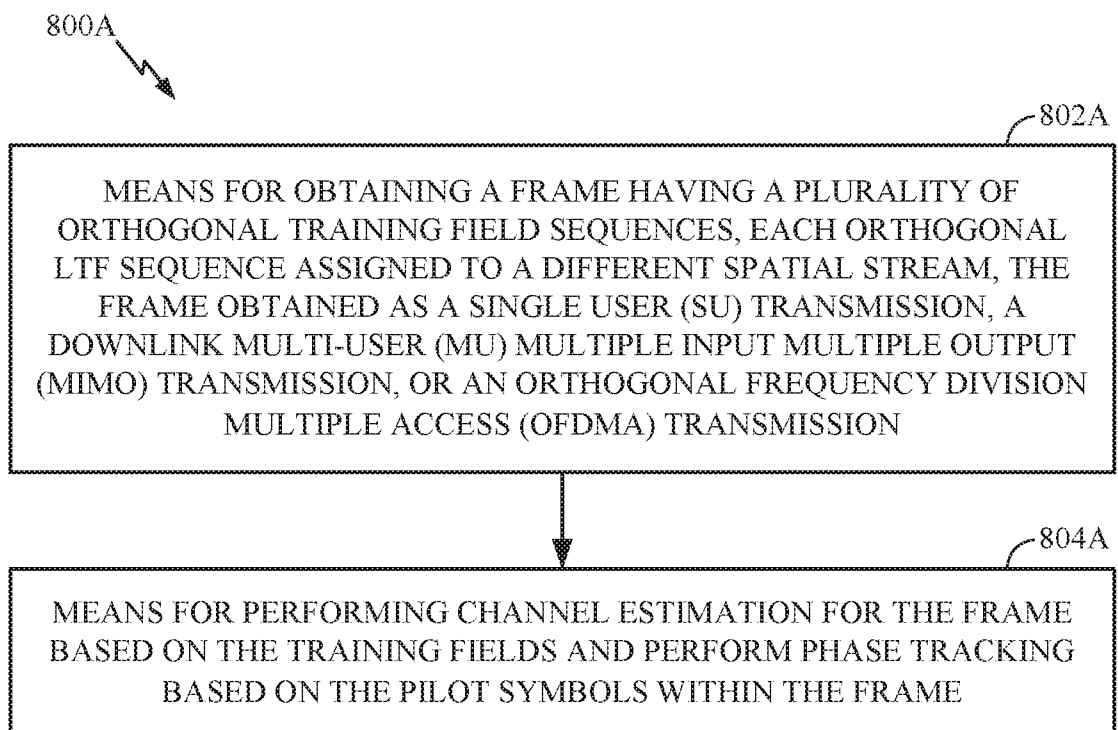 800A
802A
MEANS FOR OBTAINING A FRAME HAVING A PLURALITY OF
ORTHOGONAL TRAINING FIELD SEQUENCES, EACH ORTHOGONAL
LTF SEQUENCE ASSIGNED TO A DIFFERENT SPATIAL STREAM, THE
FRAME OBTAINED AS A SINGLE USER (SU) TRANSMISSION, A
DOWNLINK MULTI-USER (MU) MULTIPLE INPUT MULTIPLE OUTPUT
(MIMO) TRANSMISSION, OR AN ORTHOGONAL FREQUENCY DIVISION
MULTIPLE ACCESS (OFDMA) TRANSMISSION
804A
MEANS FOR PERFORMING CHANNEL ESTIMATION FOR THE FRAME
BASED ON THE TRAINING FIELDS AND PERFORM PHASE TRACKING
BASED ON THE PILOT SYMBOLS WITHIN THE FRAME